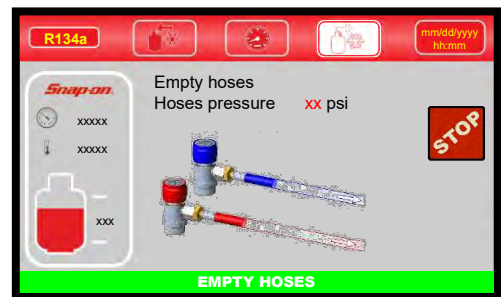 R134a
mm/dd/yyyy
hh:mm
Snap-on
xxxxx
xxxxx
xxx
Empty hoses
Hoses pressure xx psi
STOP
EMPTY HOSES